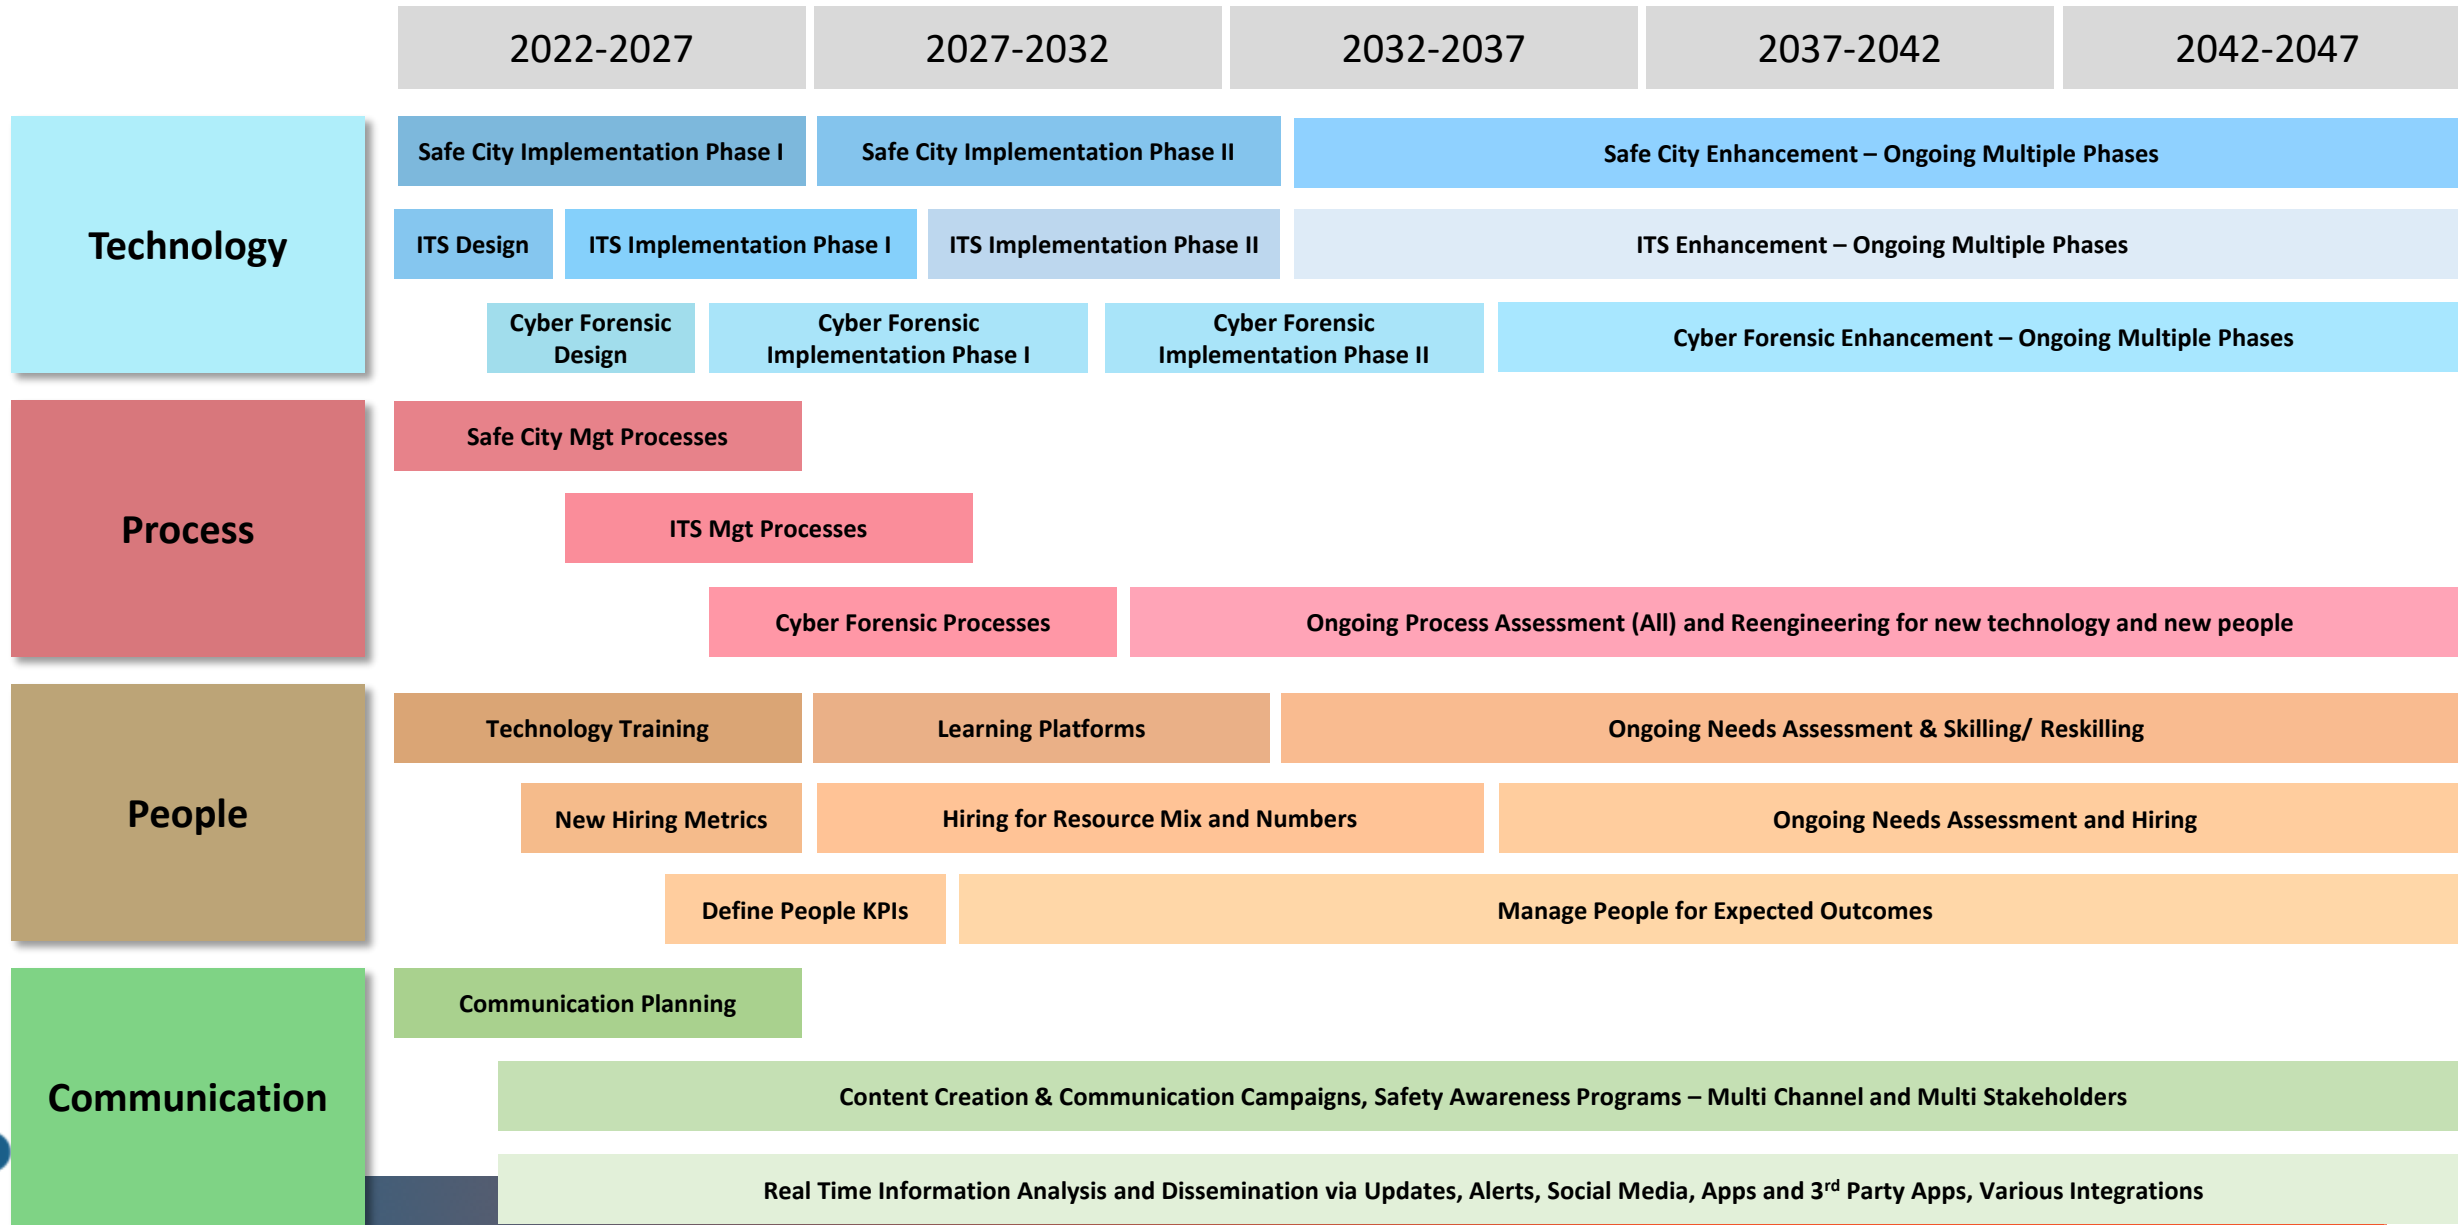 2022-2027
2027-2032
2032-2037
2037-2042
2042-2047
Technology
Safe City Implementation Phase I
Safe City Implementation Phase II
Safe City Enhancement – Ongoing Multiple Phases
ITS Design
ITS Implementation Phase I
ITS Implementation Phase II
ITS Enhancement – Ongoing Multiple Phases
Cyber Forensic
Design
Cyber Forensic
Implementation Phase I
Cyber Forensic
Implementation Phase II
Cyber Forensic Enhancement – Ongoing Multiple Phases
Process
Safe City Mgt Processes
ITS Mgt Processes
Cyber Forensic Processes
Ongoing Process Assessment (All) and Reengineering for new technology and new people
People
Technology Training
Learning Platforms
Ongoing Needs Assessment & Skilling/ Reskilling
New Hiring Metrics
Hiring for Resource Mix and Numbers
Ongoing Needs Assessment and Hiring
Define People KPIs
Manage People for Expected Outcomes
Communication
Communication Planning
Content Creation & Communication Campaigns, Safety Awareness Programs – Multi Channel and Multi Stakeholders
Real Time Information Analysis and Dissemination via Updates, Alerts, Social Media, Apps and 3rd Party Apps, Various Integrations